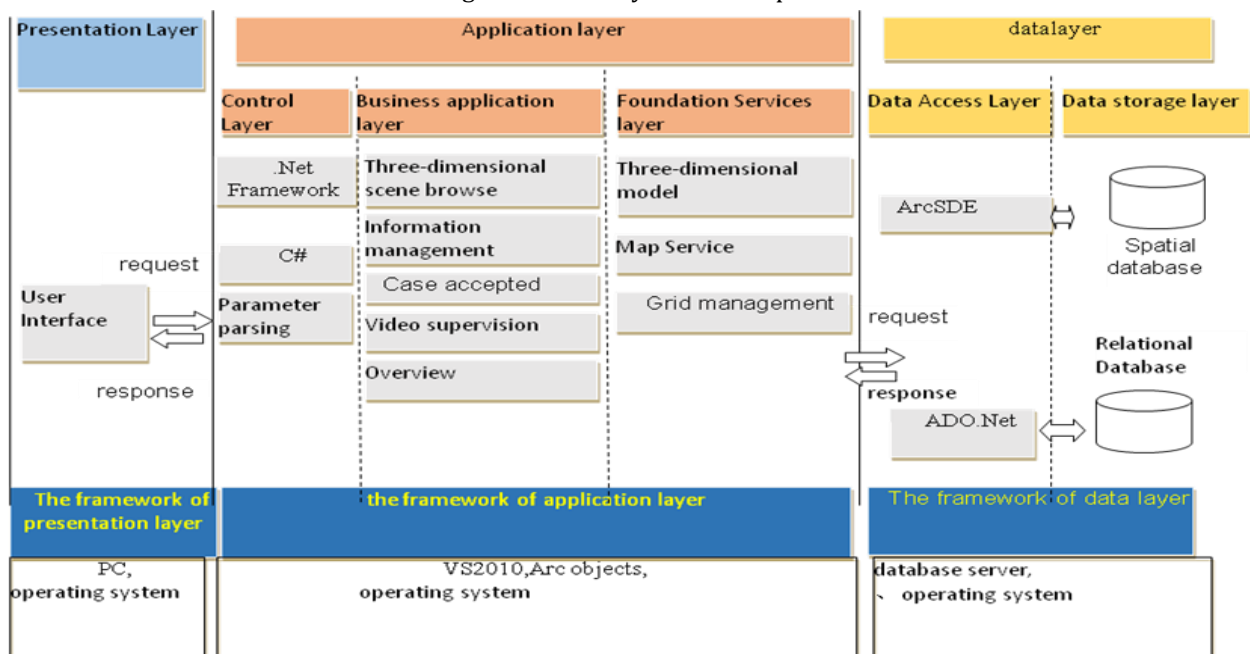 Presentation Layer
Application layer
datalayer
Control
Layer
Business application
layer
Foundation Services
layer
Data Access Layer
Data storage layer
.Net
Framework
C#
Parameter
parsing
Three-dimensional
scene browse
Information
management
Case accepted
Video supervision
Overview
Three-dimensional
model
Map Service
Grid management
request
User
Interface
response
request
response
ArcSDE
Spatial
database
Relational
Database
ADO.Net
The framework of
presentation layer
the framework of application layer
The framework of data layer
PC,
operating system
VS2010,Arc objects,
operating system
database server,
、 operating system